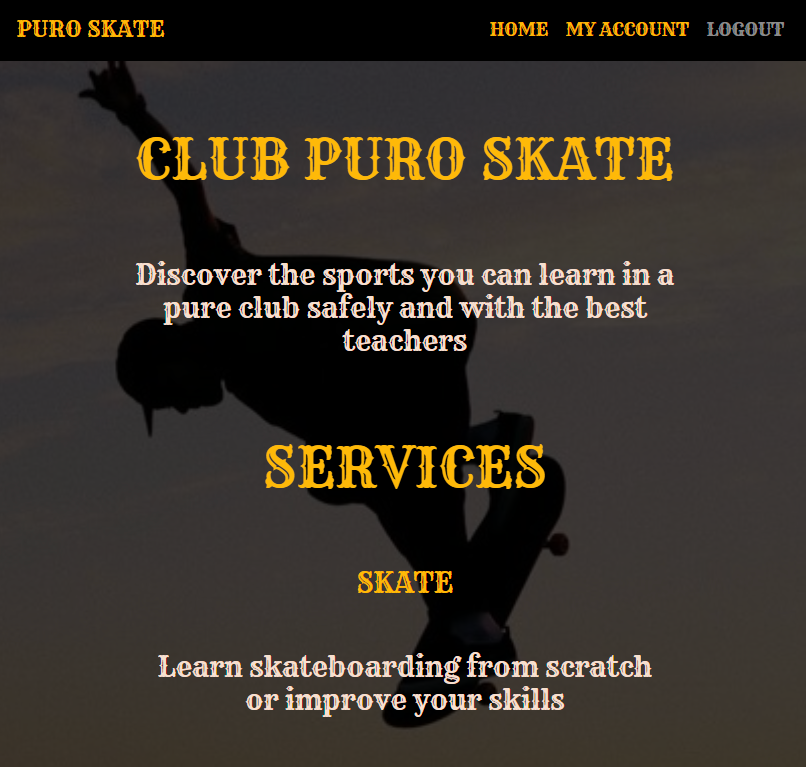 PURO SKATE HOME MY ACCOUNT LOGOUT
CLUB PURO SKATE
Discover the sports you can learn in a
pure club safely and with the best
teachers
SERVICES
SKATE
Learn skateboarding from scratch
or improve your skills